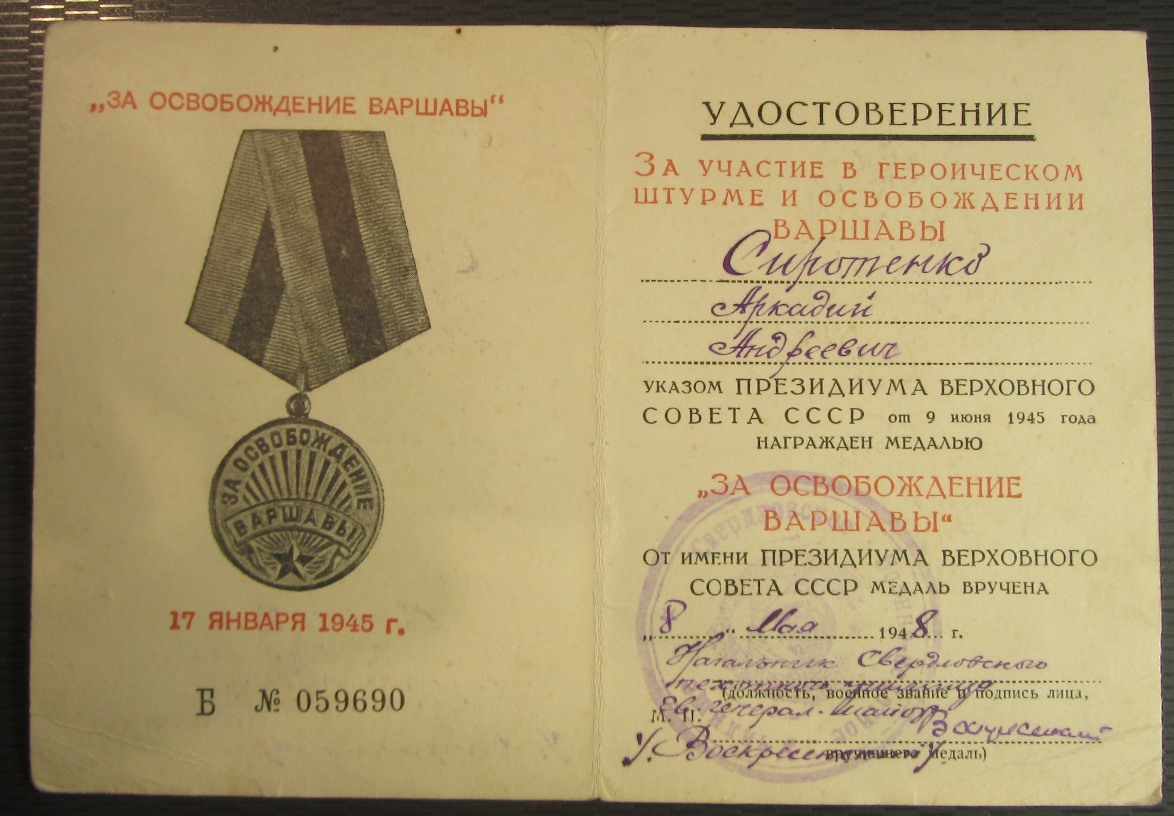 „ЗА ОСВОБОЖДЕНИЕ ВАРШАВЫ“
ЗА ОСВОБОЖДЕНИЕ
ВАРШАВЫ
17 ЯНВАРЯ 1945 г.
Б № 059690
УДОСТОВЕРЕНИЕ
ЗА УЧАСТИЕ В ГЕРОИЧЕСКОМ
ШТУРМЕ И ОСВОБОЖДЕНИИ
ВАРШАВЫ
Сиротенко
Аркадий
Андреевич
УКАЗОМ ПРЕЗИДИУМА ВЕРХОВНОГО
СОВЕТА СССР от 9 июня 1945 года
НАГРАЖДЕН МЕДАЛЬЮ
„ЗА ОСВОБОЖДЕНИЕ
ВАРШАВЫ“
ОТ ИМЕНИ ПРЕЗИДИУМА ВЕРХОВНОГО
СОВЕТА СССР МЕДАЛЬ ВРУЧЕНА
„8“ Мая 1948 г.
Начальник Свердловского
пехотного училища
(должность, военное звание и подпись лица,
М. П. генерал-майор
Воскресенский
вручившего медаль)